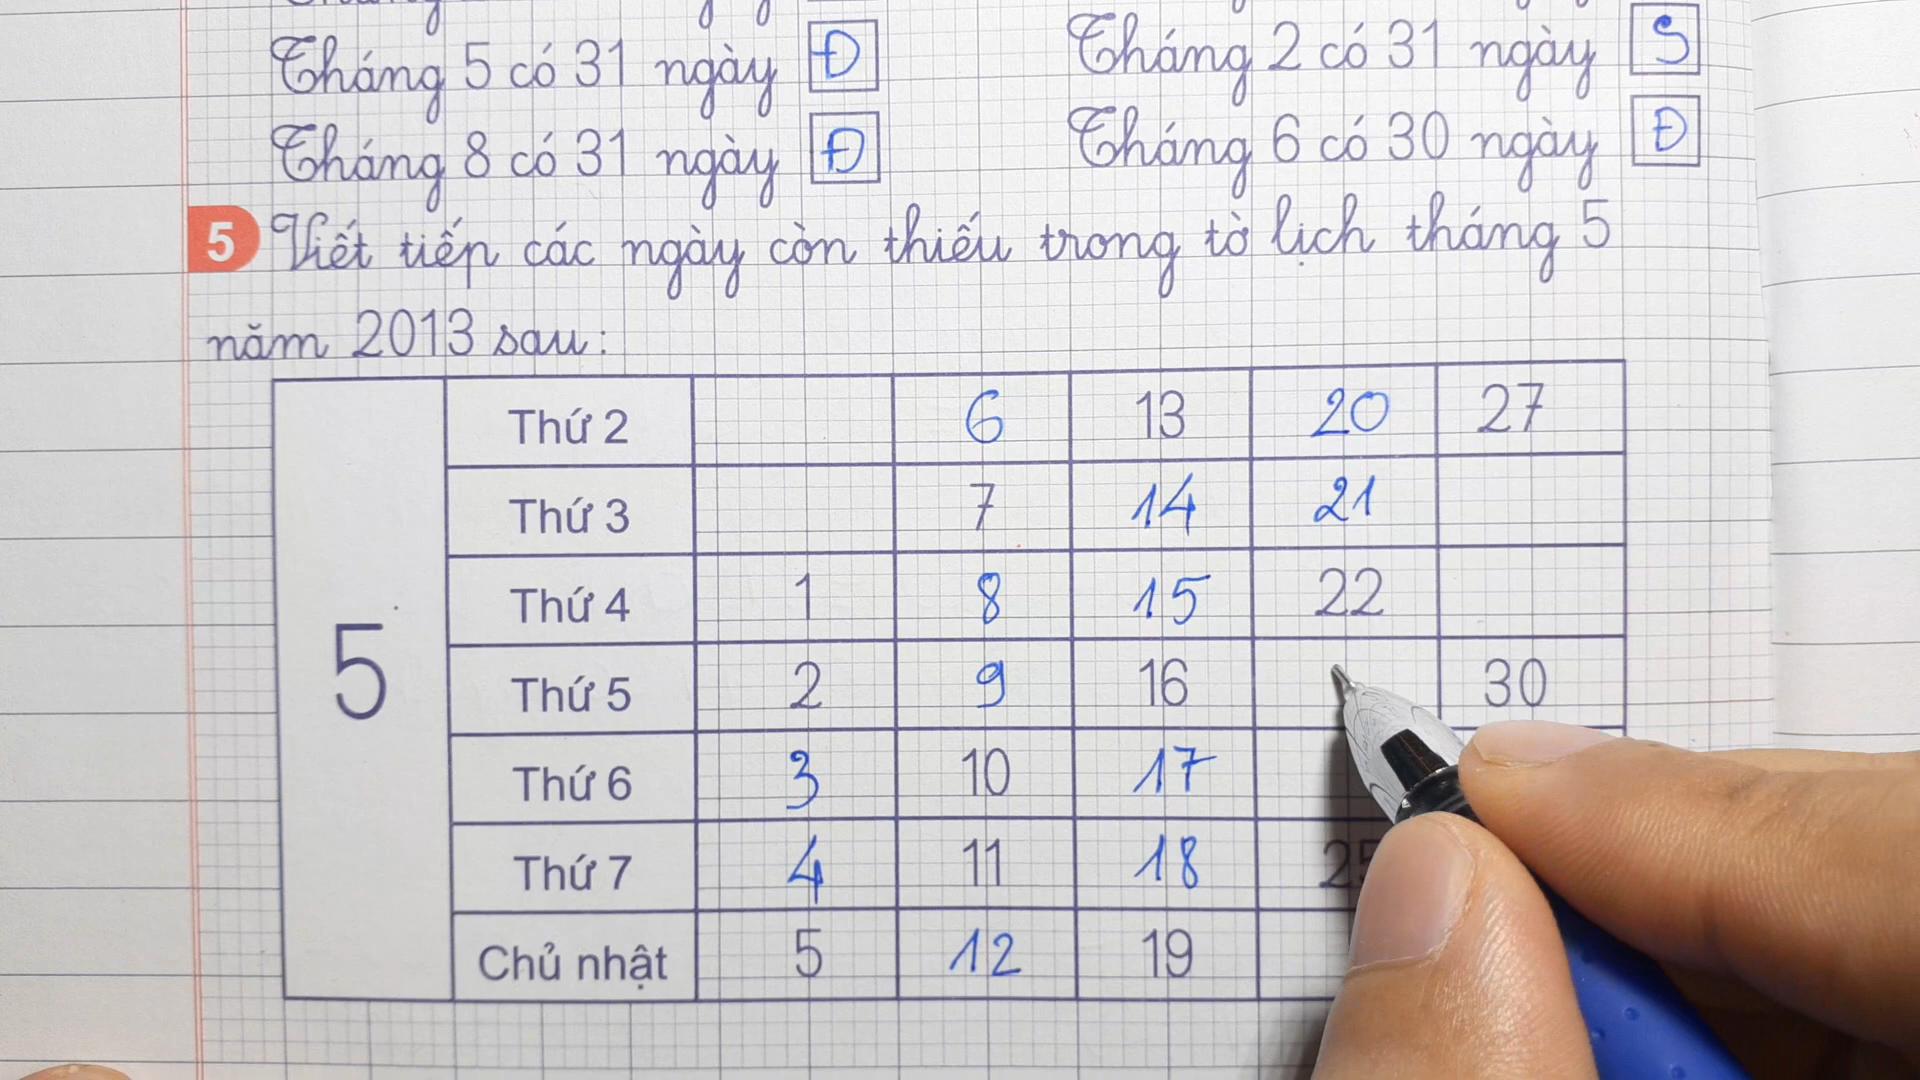 Tháng 5 có 31 ngày Đ Tháng 2 có 31 ngày S
Tháng 8 có 31 ngày Đ Tháng 6 có 30 ngày Đ
5 Viết tiếp các ngày còn thiếu trong tờ lịch tháng 5
năm 2013 sau:
Thứ 2 6 13 20 27
Thứ 3 7 14 21
Thứ 4 1 8 15 22
5 Thứ 5 2 9 16 30
Thứ 6 3 10 17
Thứ 7 4 11 18 25
Chủ nhật 5 12 19